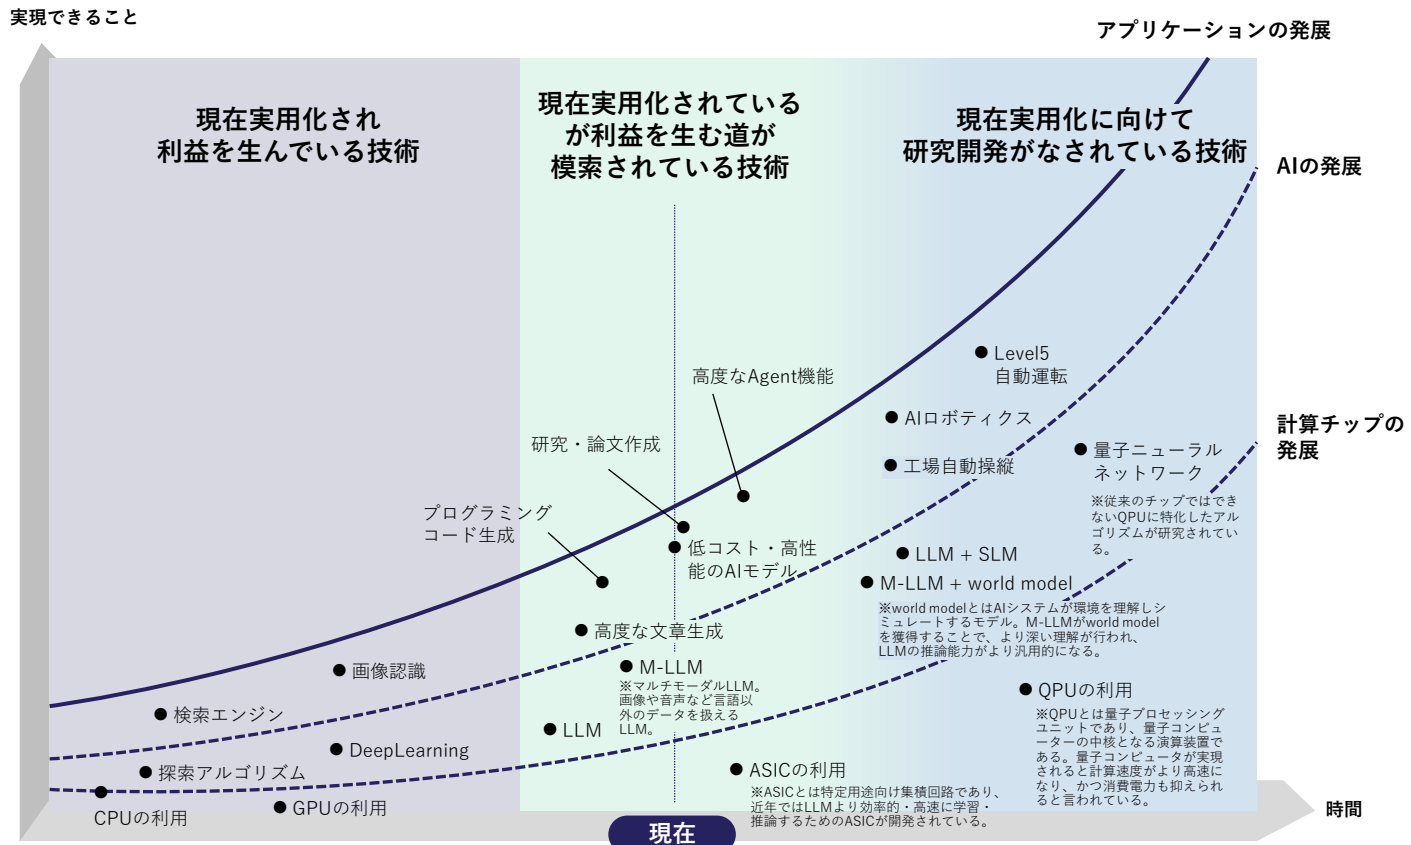 実現できること
アプリケーションの発展
現在実用化され
利益を生んでいる技術
現在実用化されている
が利益を生む道が
模索されている技術
現在実用化に向けて
研究開発がなされている技術
AIの発展
計算チップの
発展
Level5
自動運転
高度なAgent機能
AIロボティクス
研究・論文作成
工場自動操縦
量子ニューラル
ネットワーク
※従来のチップではでき
ないQPUに特化したアル
ゴリズムが研究されてい
る。
プログラミング
コード生成
低コスト・高性
能のAIモデル
LLM + SLM
M-LLM + world model
※world modelとはAIシステムが環境を理解しシ
ミュレートするモデル。M-LLMがworld model
を獲得することで、より深い理解が行われ、
LLMの推論能力がより汎用的になる。
高度な文章生成
画像認識
M-LLM
※マルチモーダルLLM。
画像や音声など言語以
外のデータを扱える
LLM。
検索エンジン
LLM
QPUの利用
※QPUとは量子プロセッシング
ユニットであり、量子コンピュ
ーターの中核となる演算装置で
ある。量子コンピュータが実現
されると計算速度がより高速に
なり、かつ消費電力も抑えられ
ると言われている。
DeepLearning
探索アルゴリズム
ASICの利用
※ASICとは特定用途向け集積回路であり、
近年ではLLMより効率的・高速に学習・
推論するためのASICが開発されている。
CPUの利用
GPUの利用
時間
現在